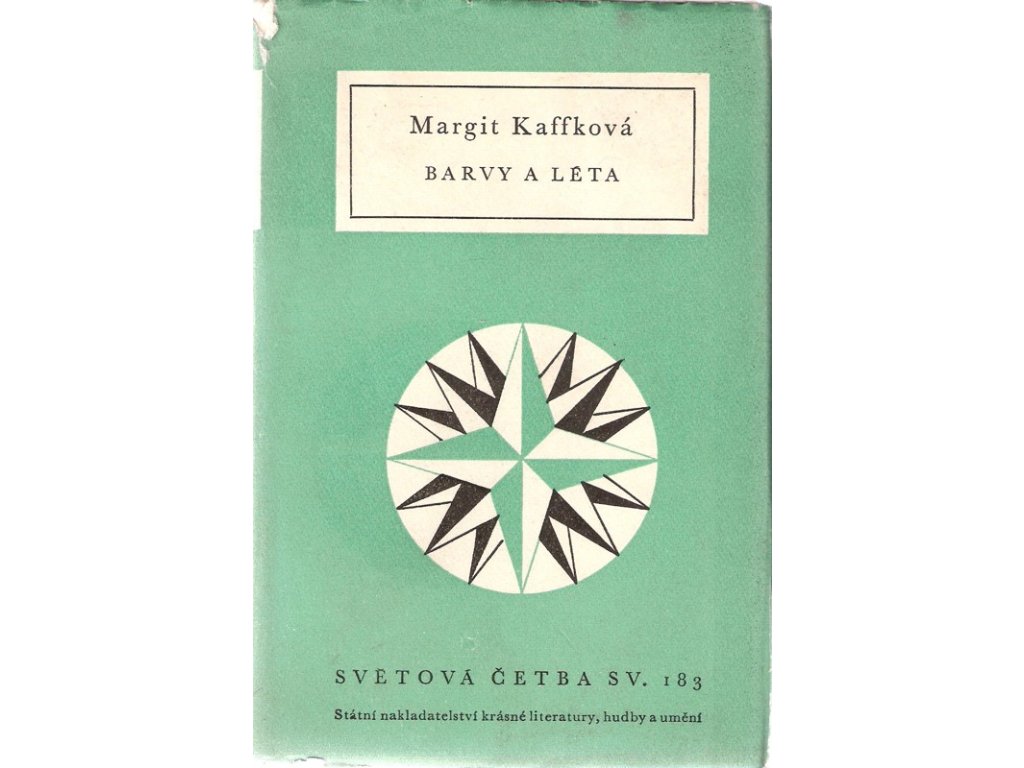 Margit Kaffková
BARVY A LÉTA
SVĚTOVÁ ČETBA SV. 183
Státní nakladatelství krásné literatury, hudby a umění